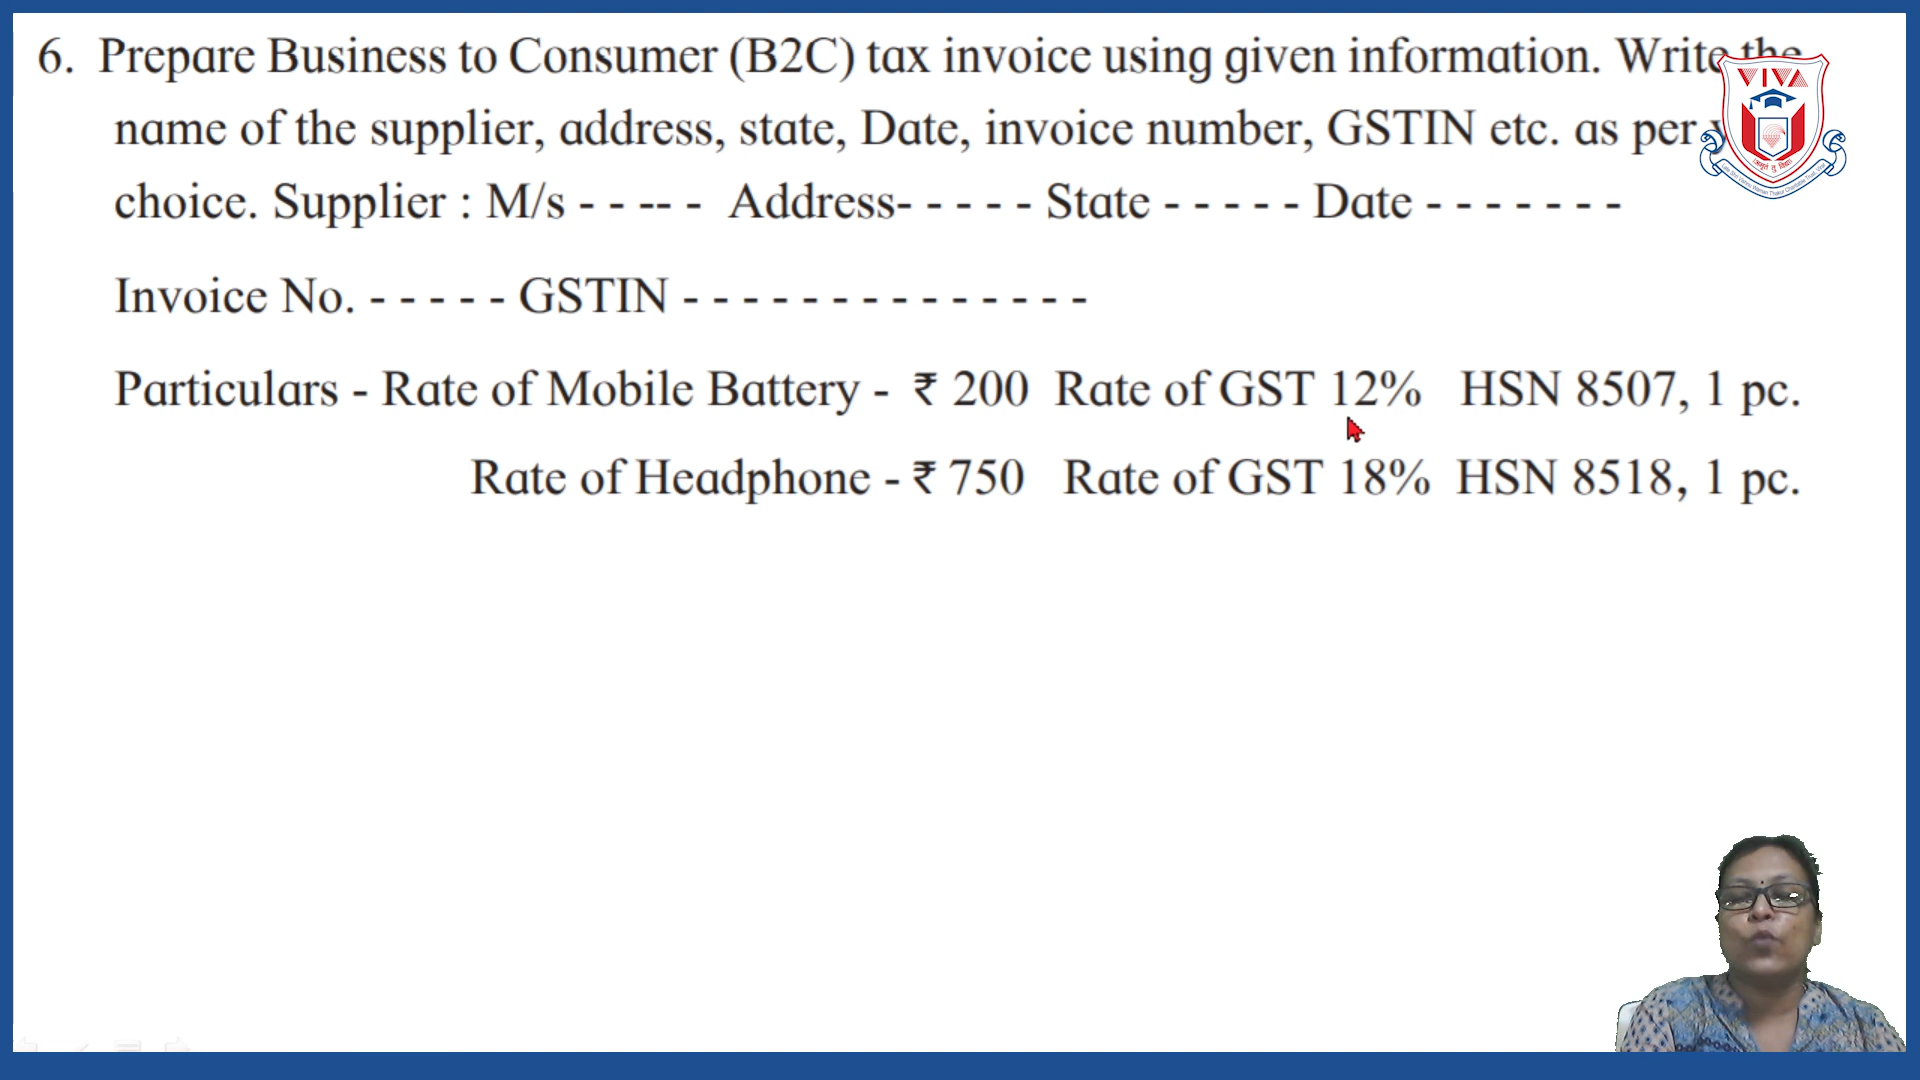 6. Prepare Business to Consumer (B2C) tax invoice using given information. Write the
name of the supplier, address, state, Date, invoice number, GSTIN etc. as per
choice. Supplier : M/s - - -- - Address- - - - - State - - - - - Date - - - - - - -
Invoice No. - - - - - GSTIN - - - - - - - - - - - - - -
Particulars - Rate of Mobile Battery - ₹ 200 Rate of GST 12% HSN 8507, 1 pc.
Rate of Headphone - ₹ 750 Rate of GST 18% HSN 8518, 1 pc.
VIVA